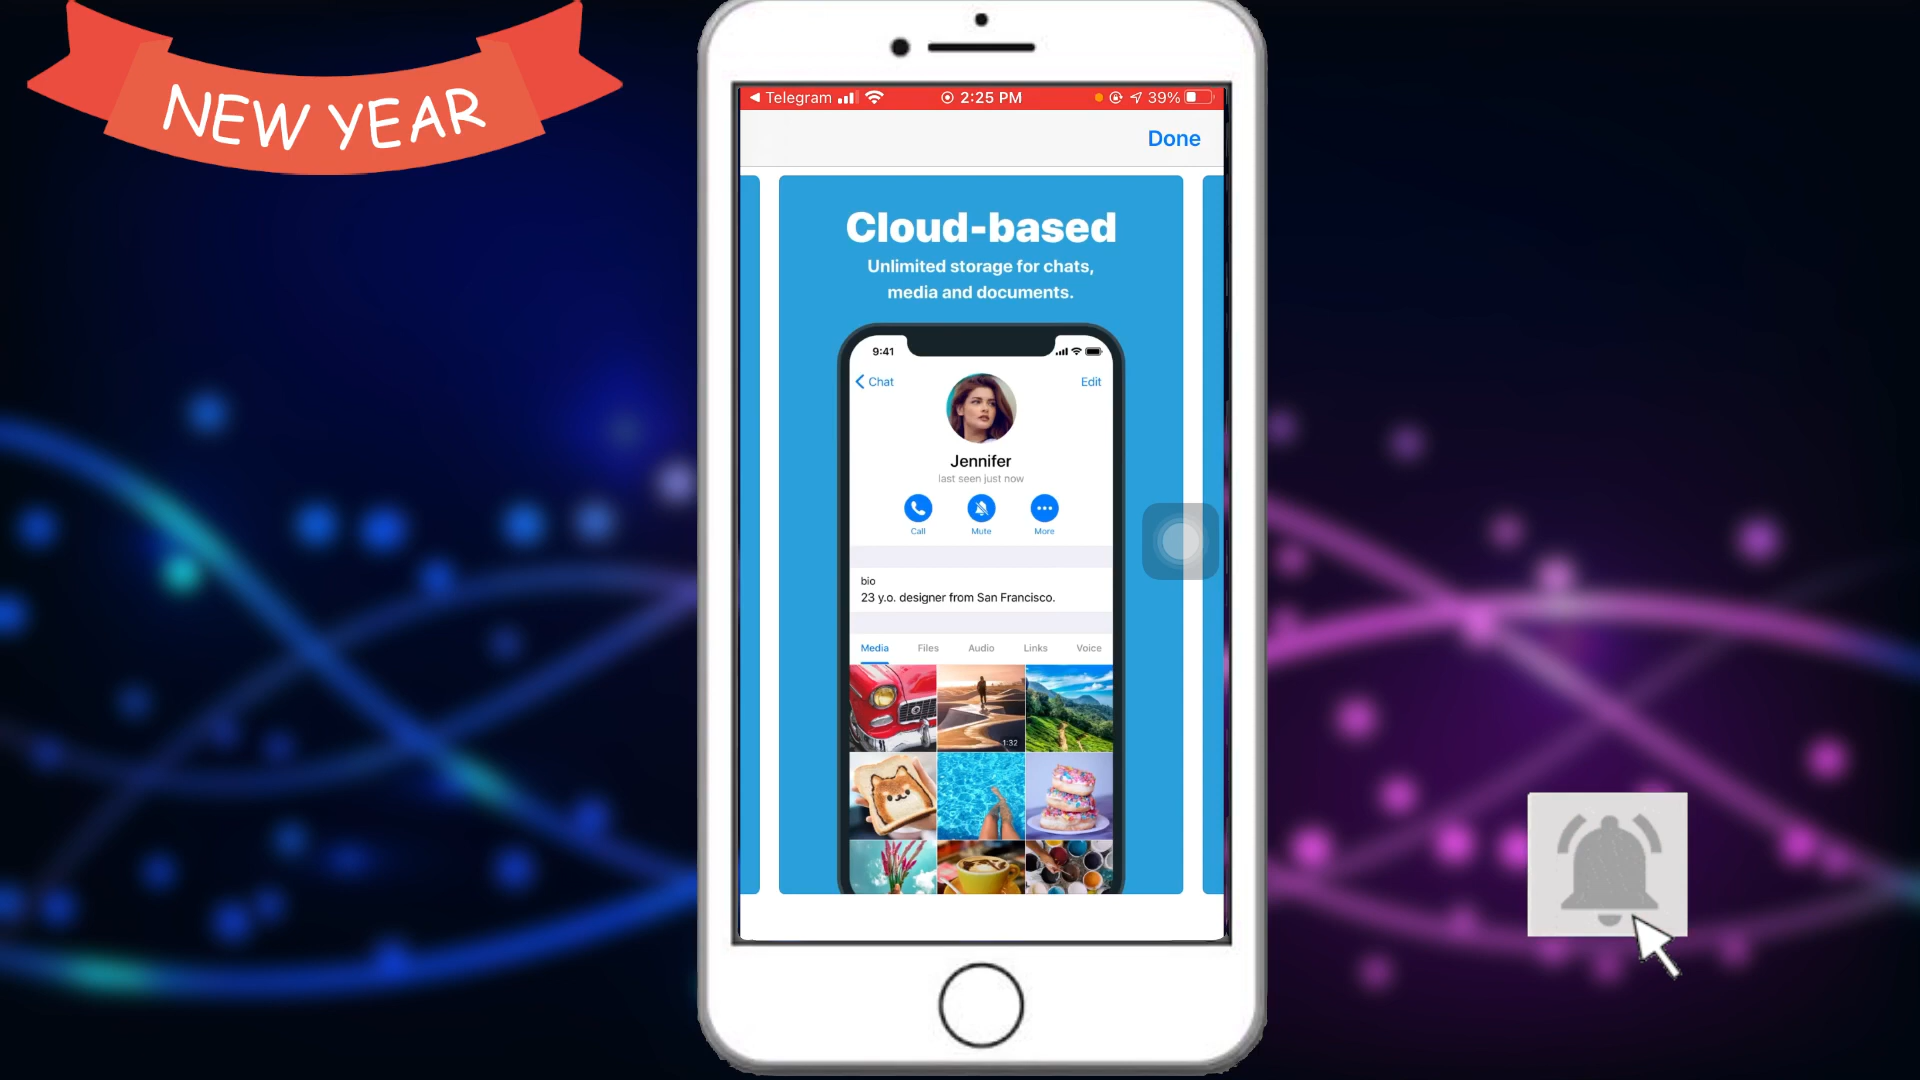 NEW YEAR
Telegram
2:25 PM
39%
Done
Cloud-based
Unlimited storage for chats,
media and documents.
9:41
Chat
Edit
Jennifer
last seen just now
Call
Mute
More
bio
23 y.o. designer from San Francisco.
Media
Files
Audio
Links
Voice
1:32